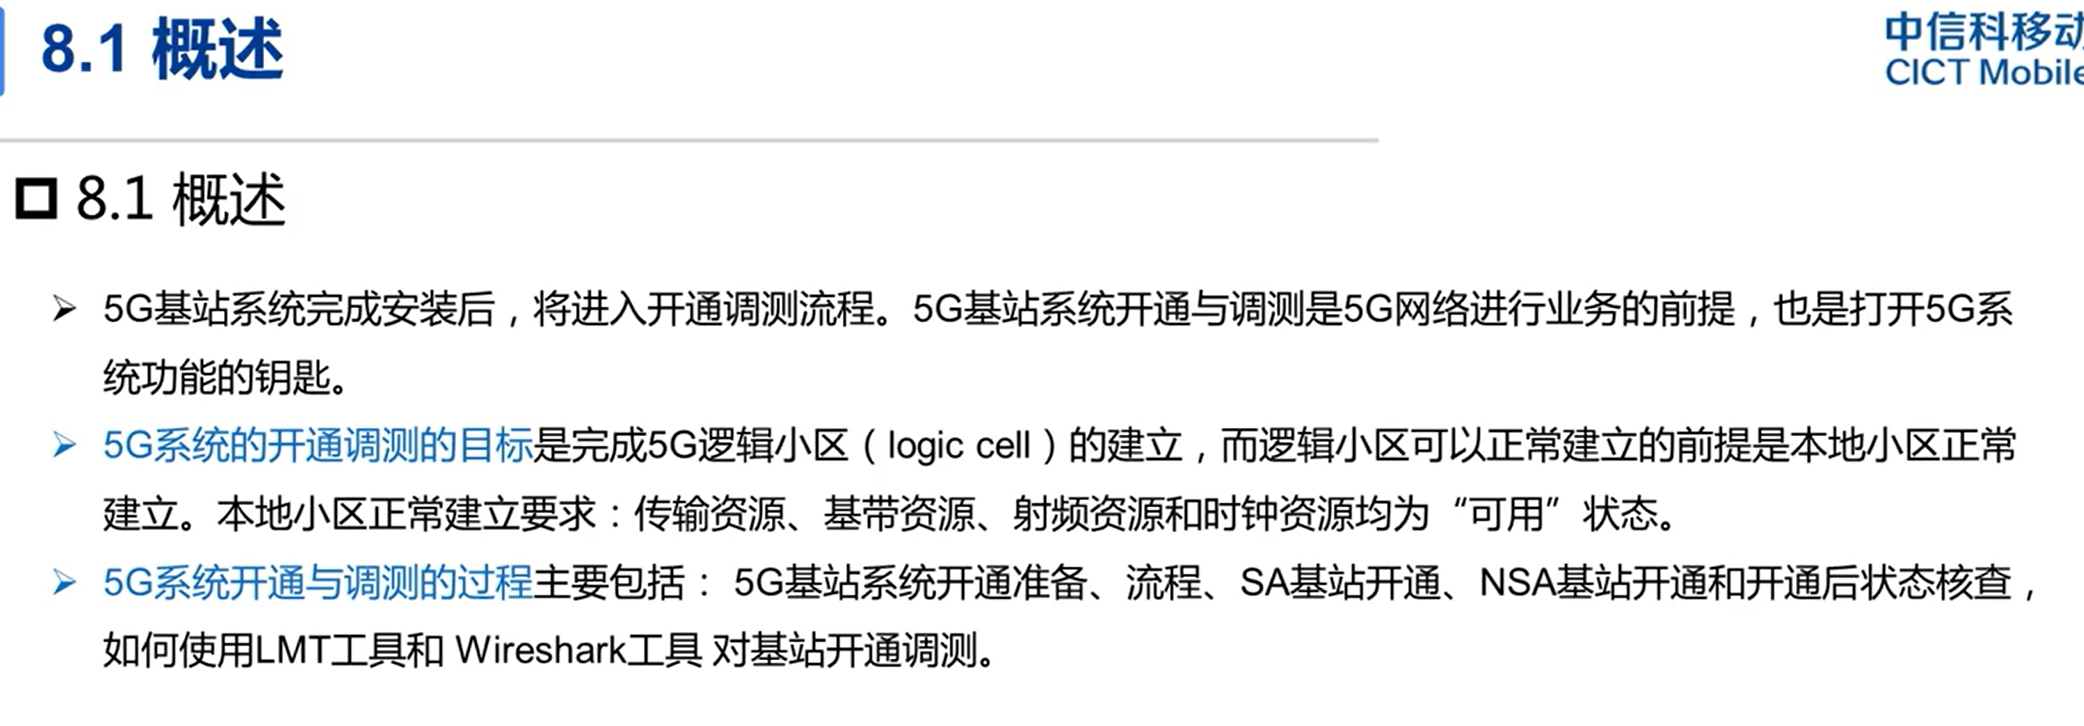 8.1 概述
中信科移动
CICT Mobile
8.1 概述
5G基站系统完成安装后，将进入开通调测流程。5G基站系统开通与调测是5G网络进行业务的前提，也是打开5G系
统功能的钥匙。
5G系统的开通调测的目标是完成5G逻辑小区（logic cell）的建立，而逻辑小区可以正常建立的前提是本地小区正常
建立。本地小区正常建立要求：传输资源、基带资源、射频资源和时钟资源均为“可用”状态。
5G系统开通与调测的过程主要包括： 5G基站系统开通准备、流程、SA基站开通、NSA基站开通和开通后状态核查，
如何使用LMT工具和 Wireshark工具 对基站开通调测。